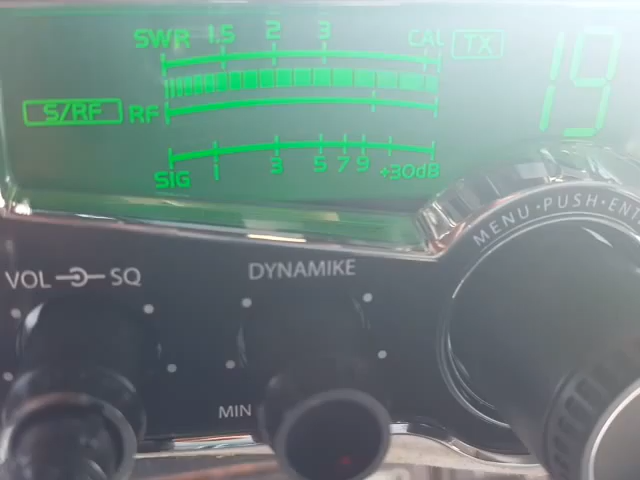 SWR 1.5 2 3 CAL TX 19
S/RF RF
SIG 1 3 5 7 9 +30dB
MENU · PUSH · ENT
VOL SQ DYNAMIKE
MIN